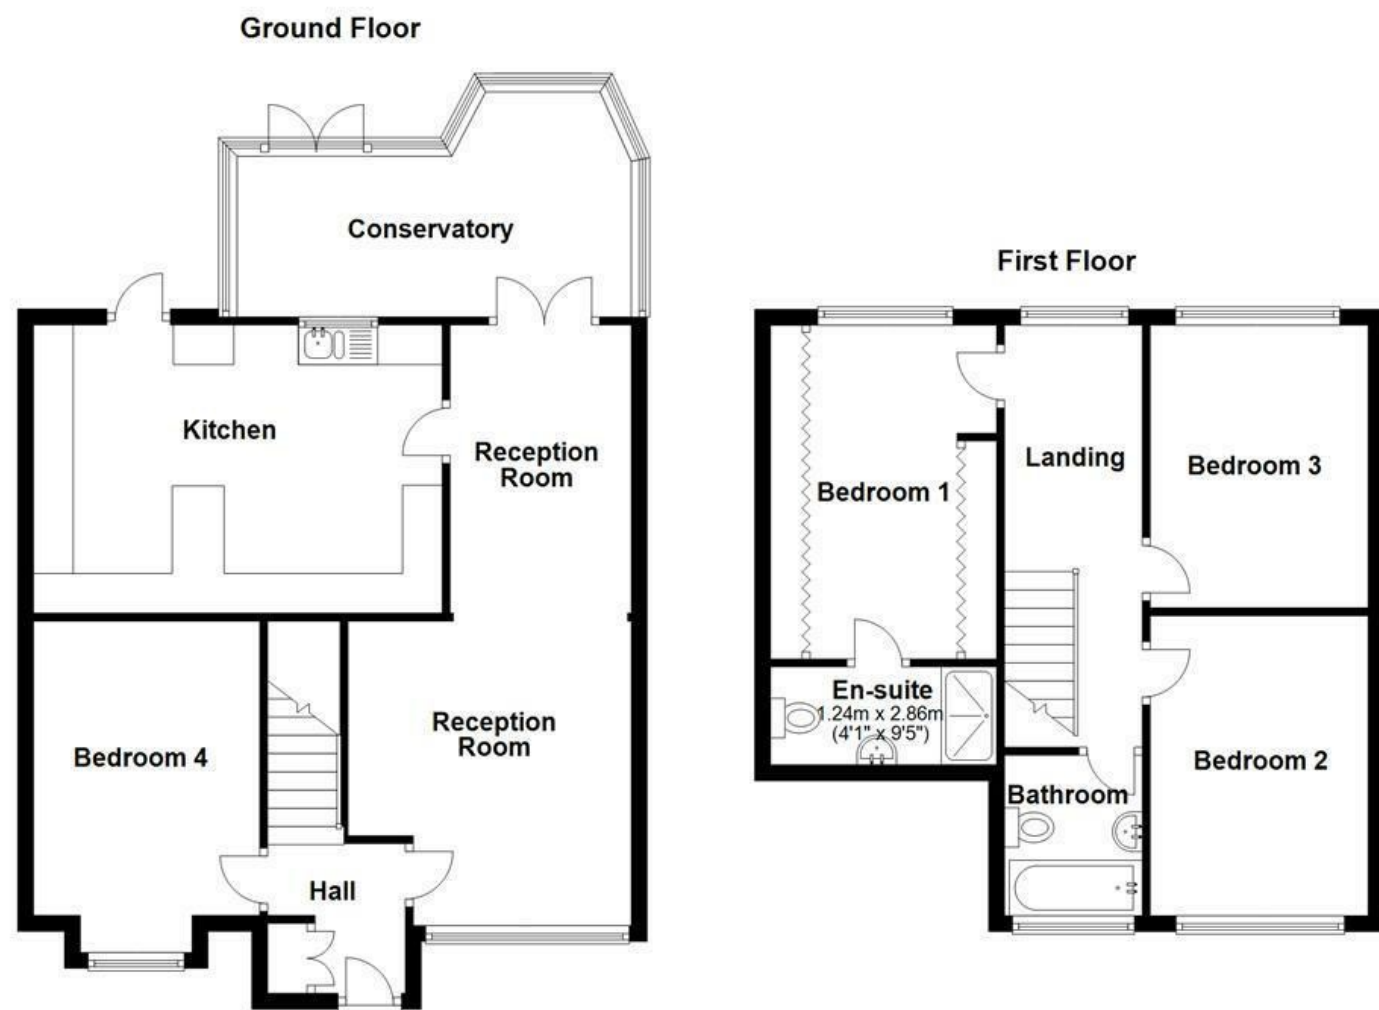 Ground Floor
Conservatory
Kitchen
Reception
Room
Reception
Room
Bedroom 4
Hall
First Floor
Bedroom 1
Landing
Bedroom 3
En-suite
1.24m x 2.86m
(4'1" x 9'5")
Bedroom 2
Bathroom